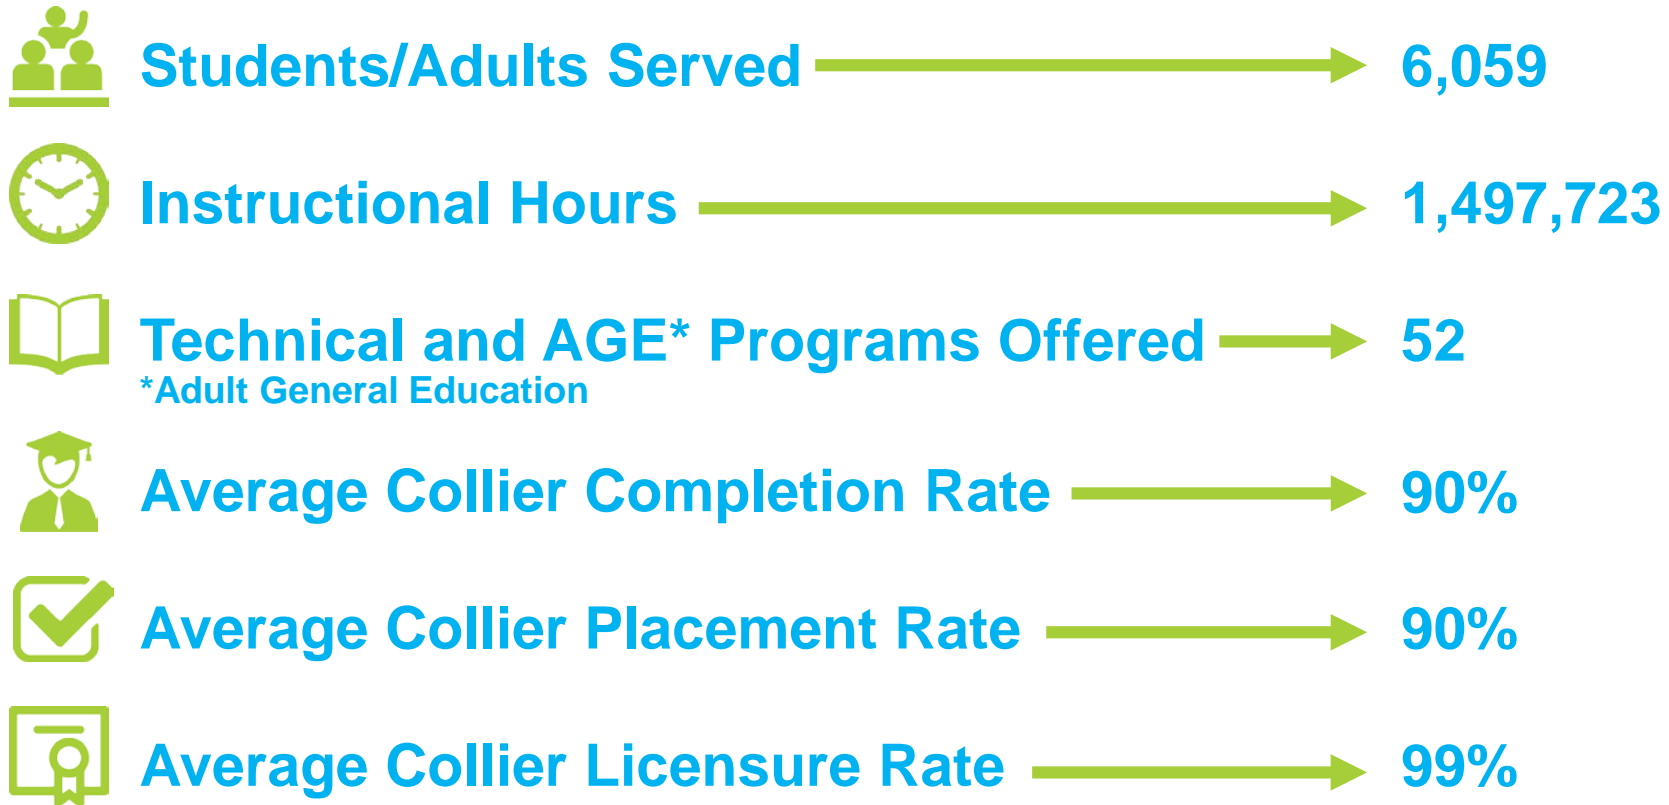 Students/Adults Served 6,059
Instructional Hours 1,497,723
Technical and AGE* Programs Offered 52
*Adult General Education
Average Collier Completion Rate 90%
Average Collier Placement Rate 90%
Average Collier Licensure Rate 99%